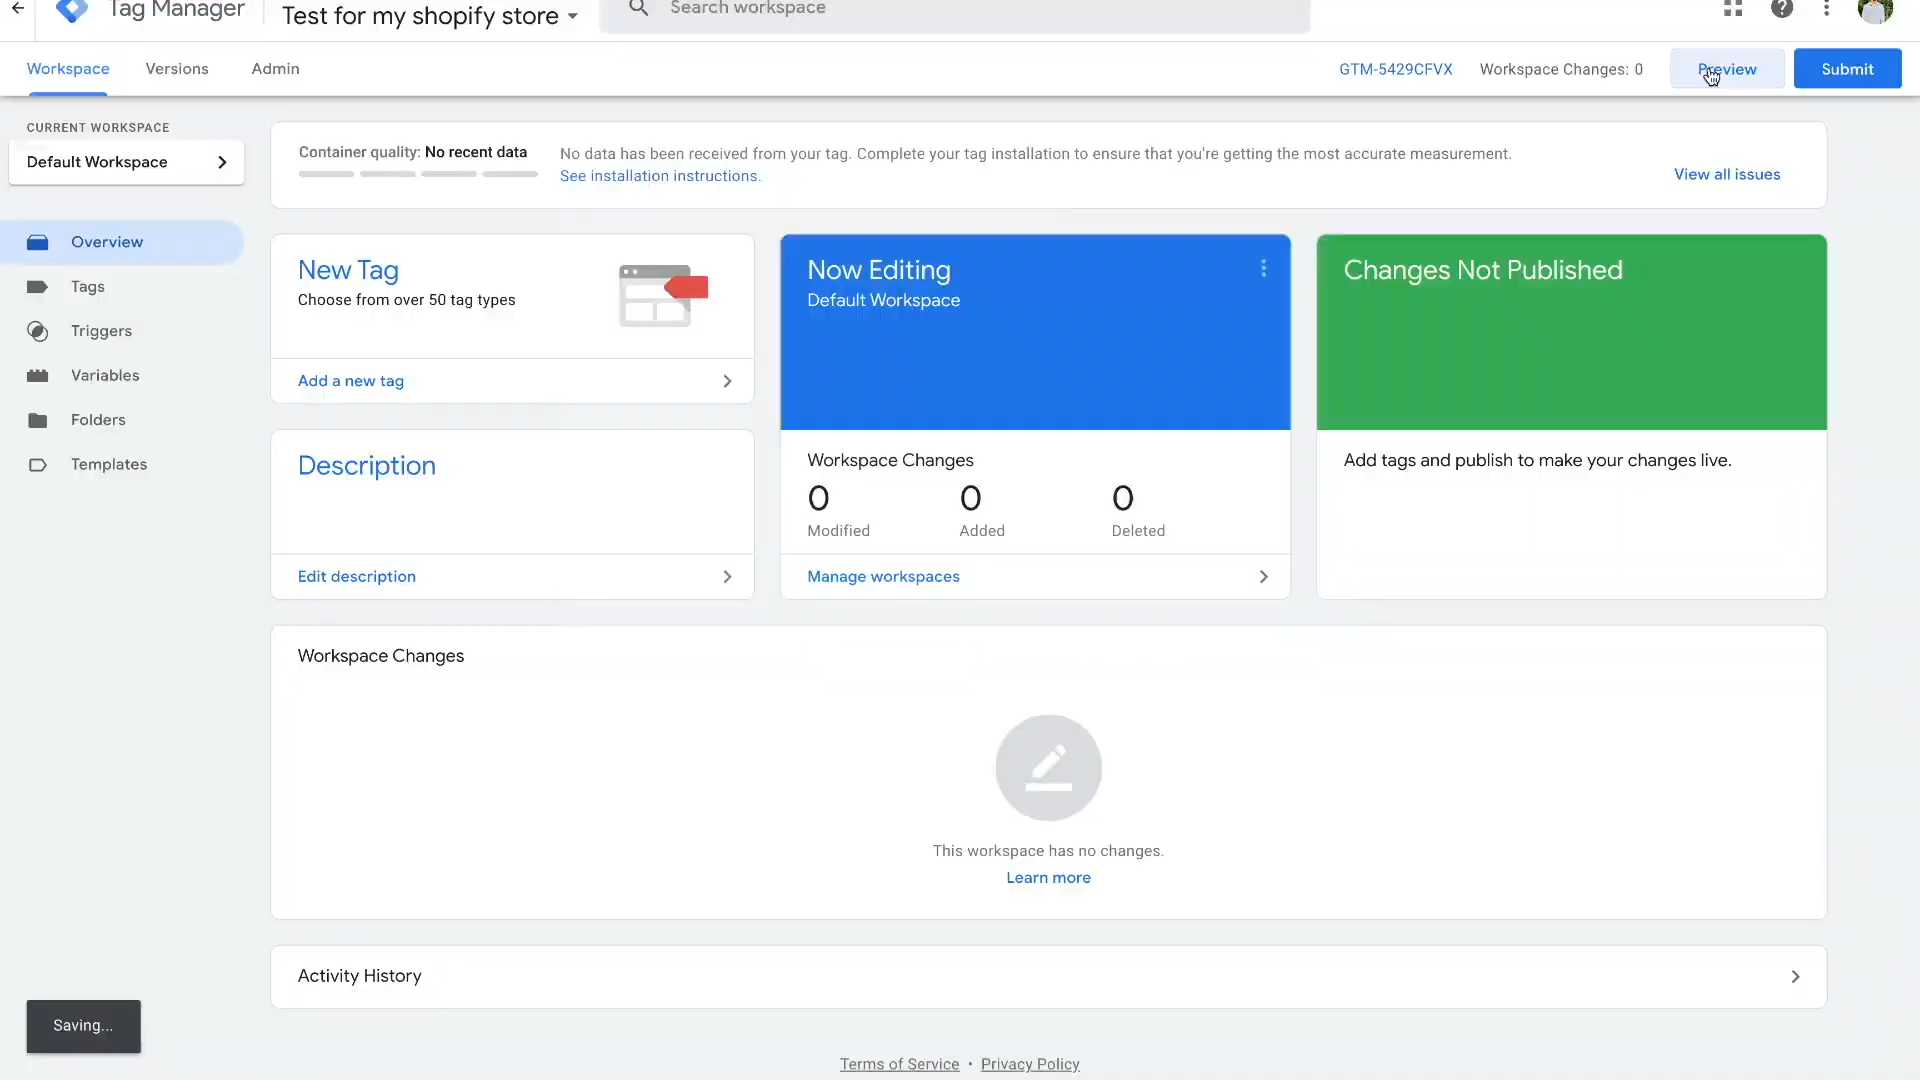 Tag Manager
Test for my shopify store
Search workspace
Workspace
Versions
Admin
GTM-5429CFVX
Workspace Changes: 0
Preview
Submit
CURRENT WORKSPACE
Default Workspace
Overview
Tags
Triggers
Variables
Folders
Templates
Container quality: No recent data
No data has been received from your tag. Complete your tag installation to ensure that you're getting the most accurate measurement.
See installation instructions.
View all issues
New Tag
Choose from over 50 tag types
Add a new tag
Description
Edit description
Now Editing
Default Workspace
Workspace Changes
0
0
0
Modified
Added
Deleted
Manage workspaces
Changes Not Published
Add tags and publish to make your changes live.
Workspace Changes
This workspace has no changes.
Learn more
Activity History
Saving...
Terms of Service • Privacy Policy